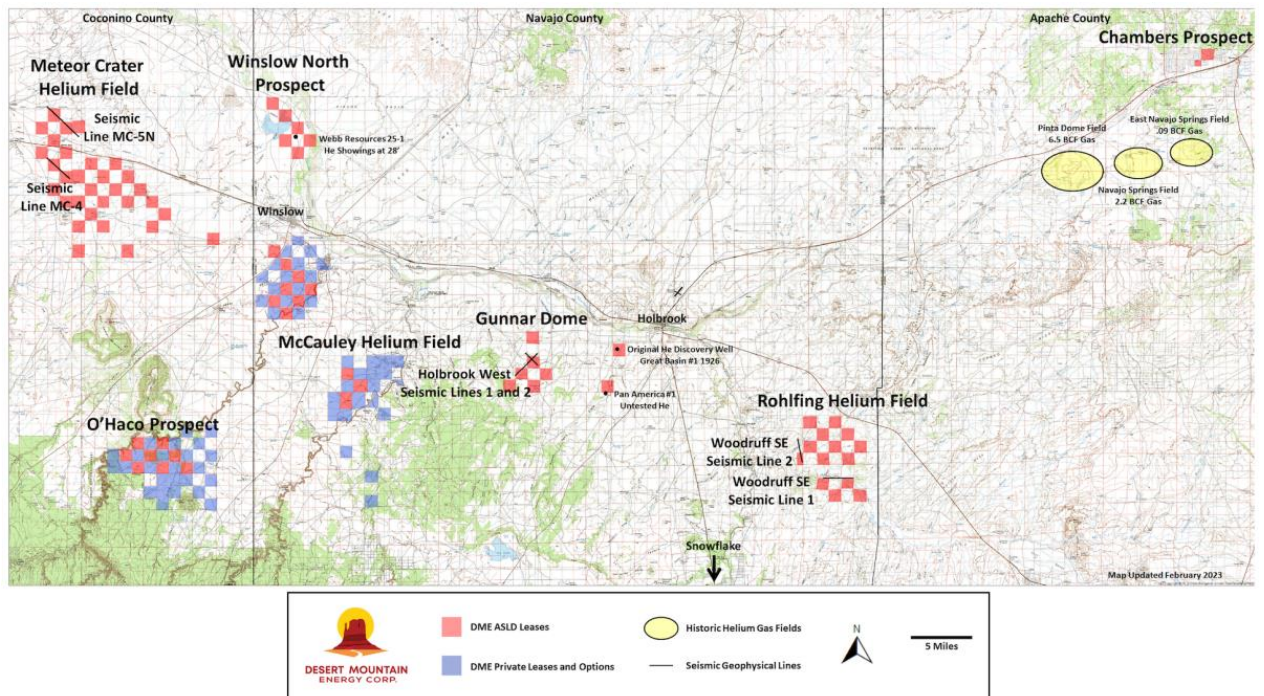 Coconino County
Navajo County
Apache County
Chambers Prospect
Meteor Crater
Helium Field
Winslow North
Prospect
Seismic
Line MC-5N
Webb Resources 25-1
He Showings at 28'
Pinta Dome Field
6.5 BCF Gas
East Navajo Springs Field
.09 BCF Gas
Navajo Springs Field
2.2 BCF Gas
Seismic
Line MC-4
Winslow
Gunnar Dome
Holbrook
McCauley Helium Field
Original He Discovery Well
Great Basin #1 1926
Holbrook West
Seismic Lines 1 and 2
Pan America #1
Untested He
Rohlfing Helium Field
O'Haco Prospect
Woodruff SE
Seismic Line 2
Woodruff SE
Seismic Line 1
Snowflake
Map Updated February 2023
DESERT MOUNTAIN
ENERGY CORP.
DME ASLD Leases
DME Private Leases and Options
Historic Helium Gas Fields
Seismic Geophysical Lines
N
5 Miles